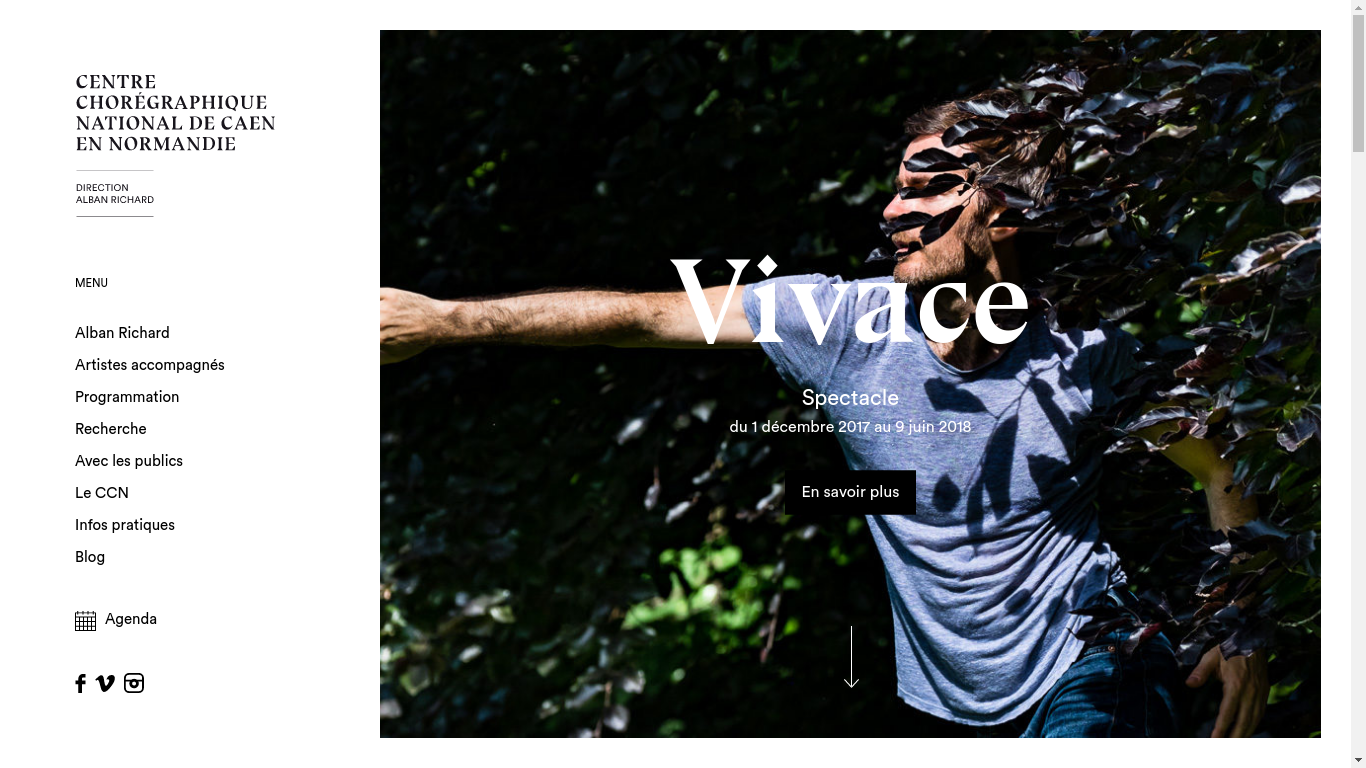 CENTRE
CHORÉGRAPHIQUE
NATIONAL DE CAEN
EN NORMANDIE
DIRECTION
ALBAN RICHARD
MENU
Alban Richard
Artistes accompagnés
Programmation
Recherche
Avec les publics
Le CCN
Infos pratiques
Blog
Agenda
Vivace
Spectacle
du 1 décembre 2017 au 9 juin 2018
En savoir plus